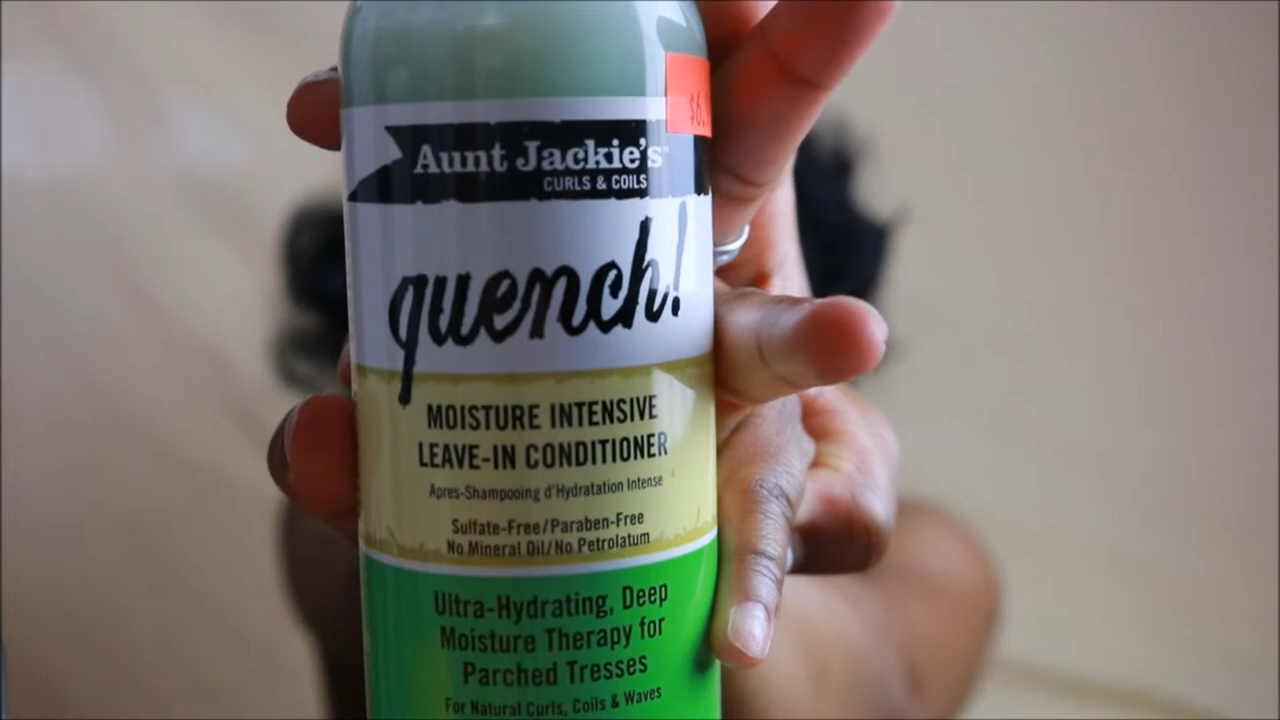 $6.
Aunt Jackie's
CURLS & COILS
quench!
MOISTURE INTENSIVE
LEAVE-IN CONDITIONER
Apres-Shampooing d'Hydratation Intense
Sulfate-Free/Paraben-Free
No Mineral Oil/No Petrolatum
Ultra-Hydrating, Deep
Moisture Therapy for
Parched Tresses
For Natural Curls, Coils & Waves